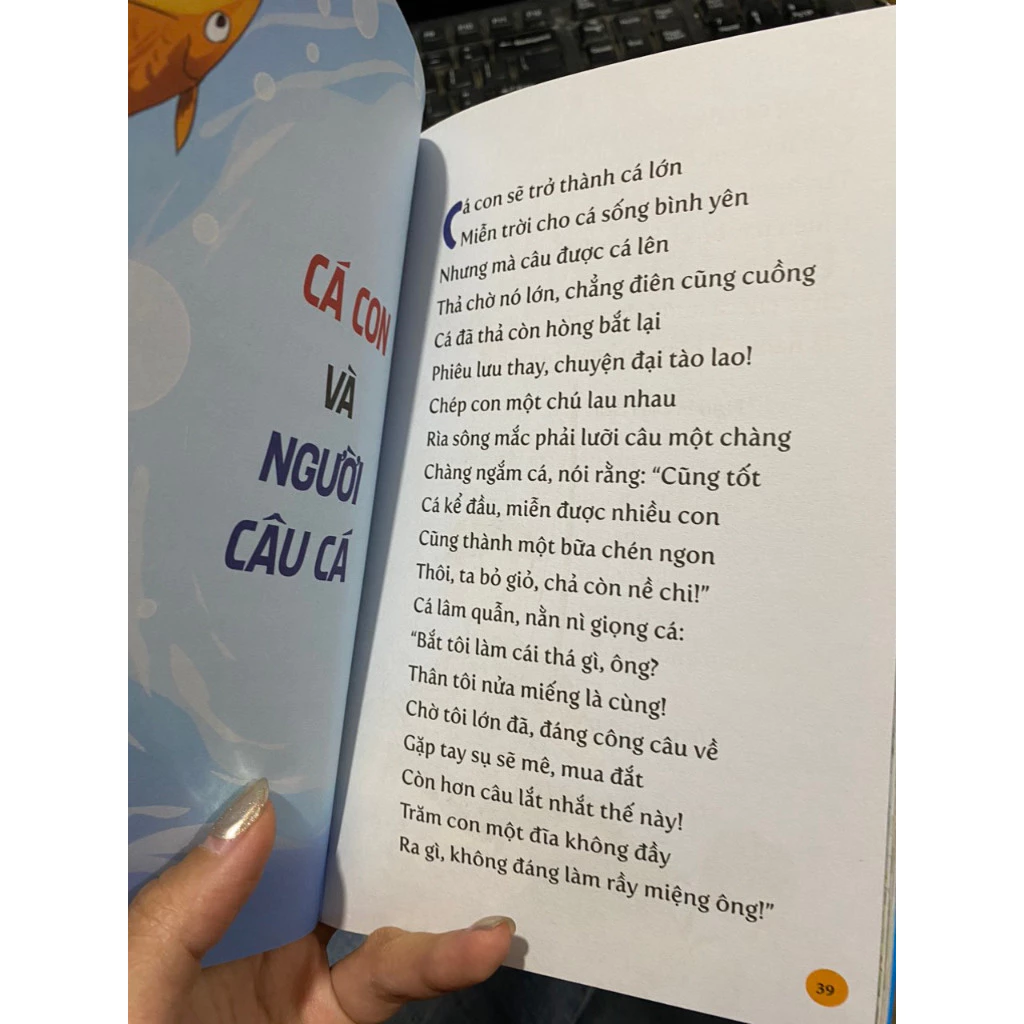 CÁ CON
VÀ
NGƯỜI
CÂU CÁ
Cá con sẽ trở thành cá lớn
Miễn trời cho cá sống bình yên
Nhưng mà câu được cá lên
Thả chờ nó lớn, chẳng điên cũng cuồng
Cá đã thả còn hòng bắt lại
Phiêu lưu thay, chuyện đại tào lao!
Chép con một chú lau nhau
Rìa sông mắc phải lưỡi câu một chàng
Chàng ngắm cá, nói rằng: “Cũng tốt
Cá kể đầu, miễn được nhiều con
Cũng thành một bữa chén ngon
Thôi, ta bỏ giỏ, chả còn nề chi!”
Cá lâm quẫn, nằn nì giọng cá:
“Bắt tôi làm cái thá gì, ông?
Thân tôi nửa miếng là cùng!
Chờ tôi lớn đã, đáng công câu về
Gặp tay sụ sẽ mê, mua đắt
Còn hơn câu lắt nhắt thế này!
Trăm con một đĩa không đầy
Ra gì, không đáng làm rầy miệng ông!”
39